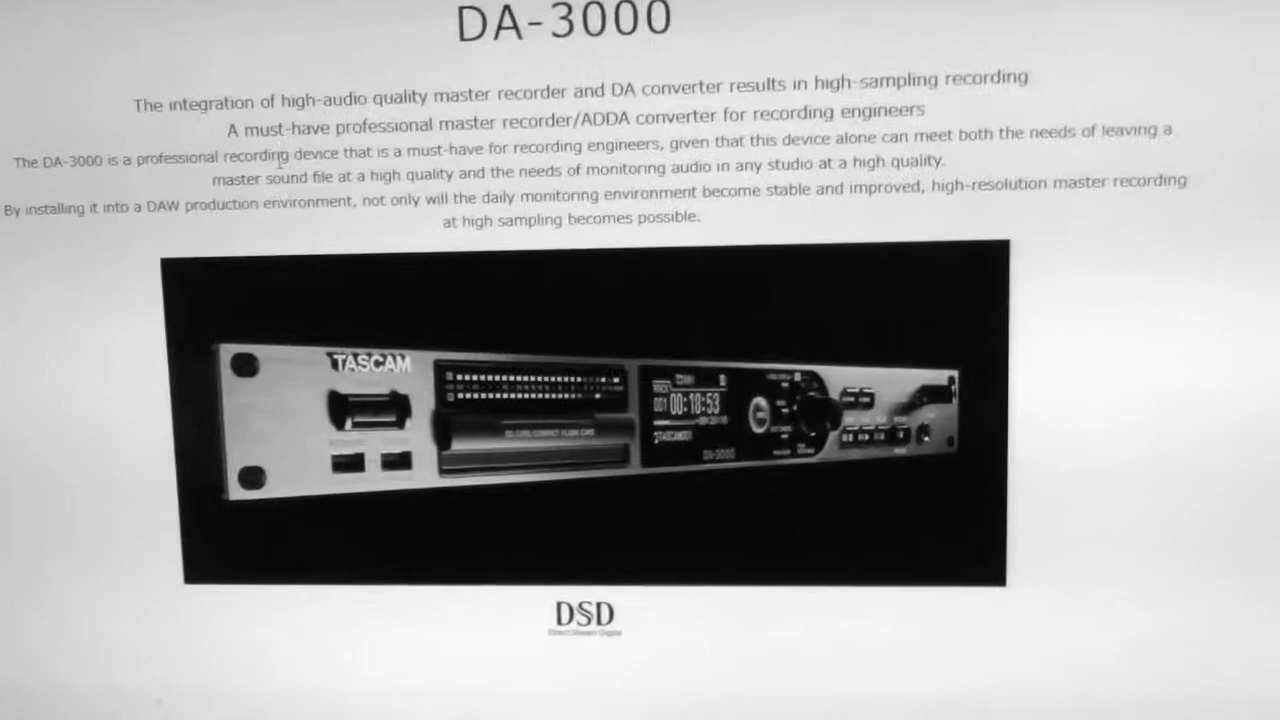 DA-3000
The integration of high-audio quality master recorder and DA converter results in high-sampling recording
A must-have professional master recorder/ADDA converter for recording engineers
The DA-3000 is a professional recording device that is a must-have for recording engineers, given that this device alone can meet both the needs of leaving a
master sound file at a high quality and the needs of monitoring audio in any studio at a high quality.
By installing it into a DAW production environment, not only will the daily monitoring environment become stable and improved, high-resolution master recording
at high sampling becomes possible.
TASCAM
001 00:18:53
SD CARD/COMPACT FLASH CARD
DA-3000
DSD
Direct Stream Digital